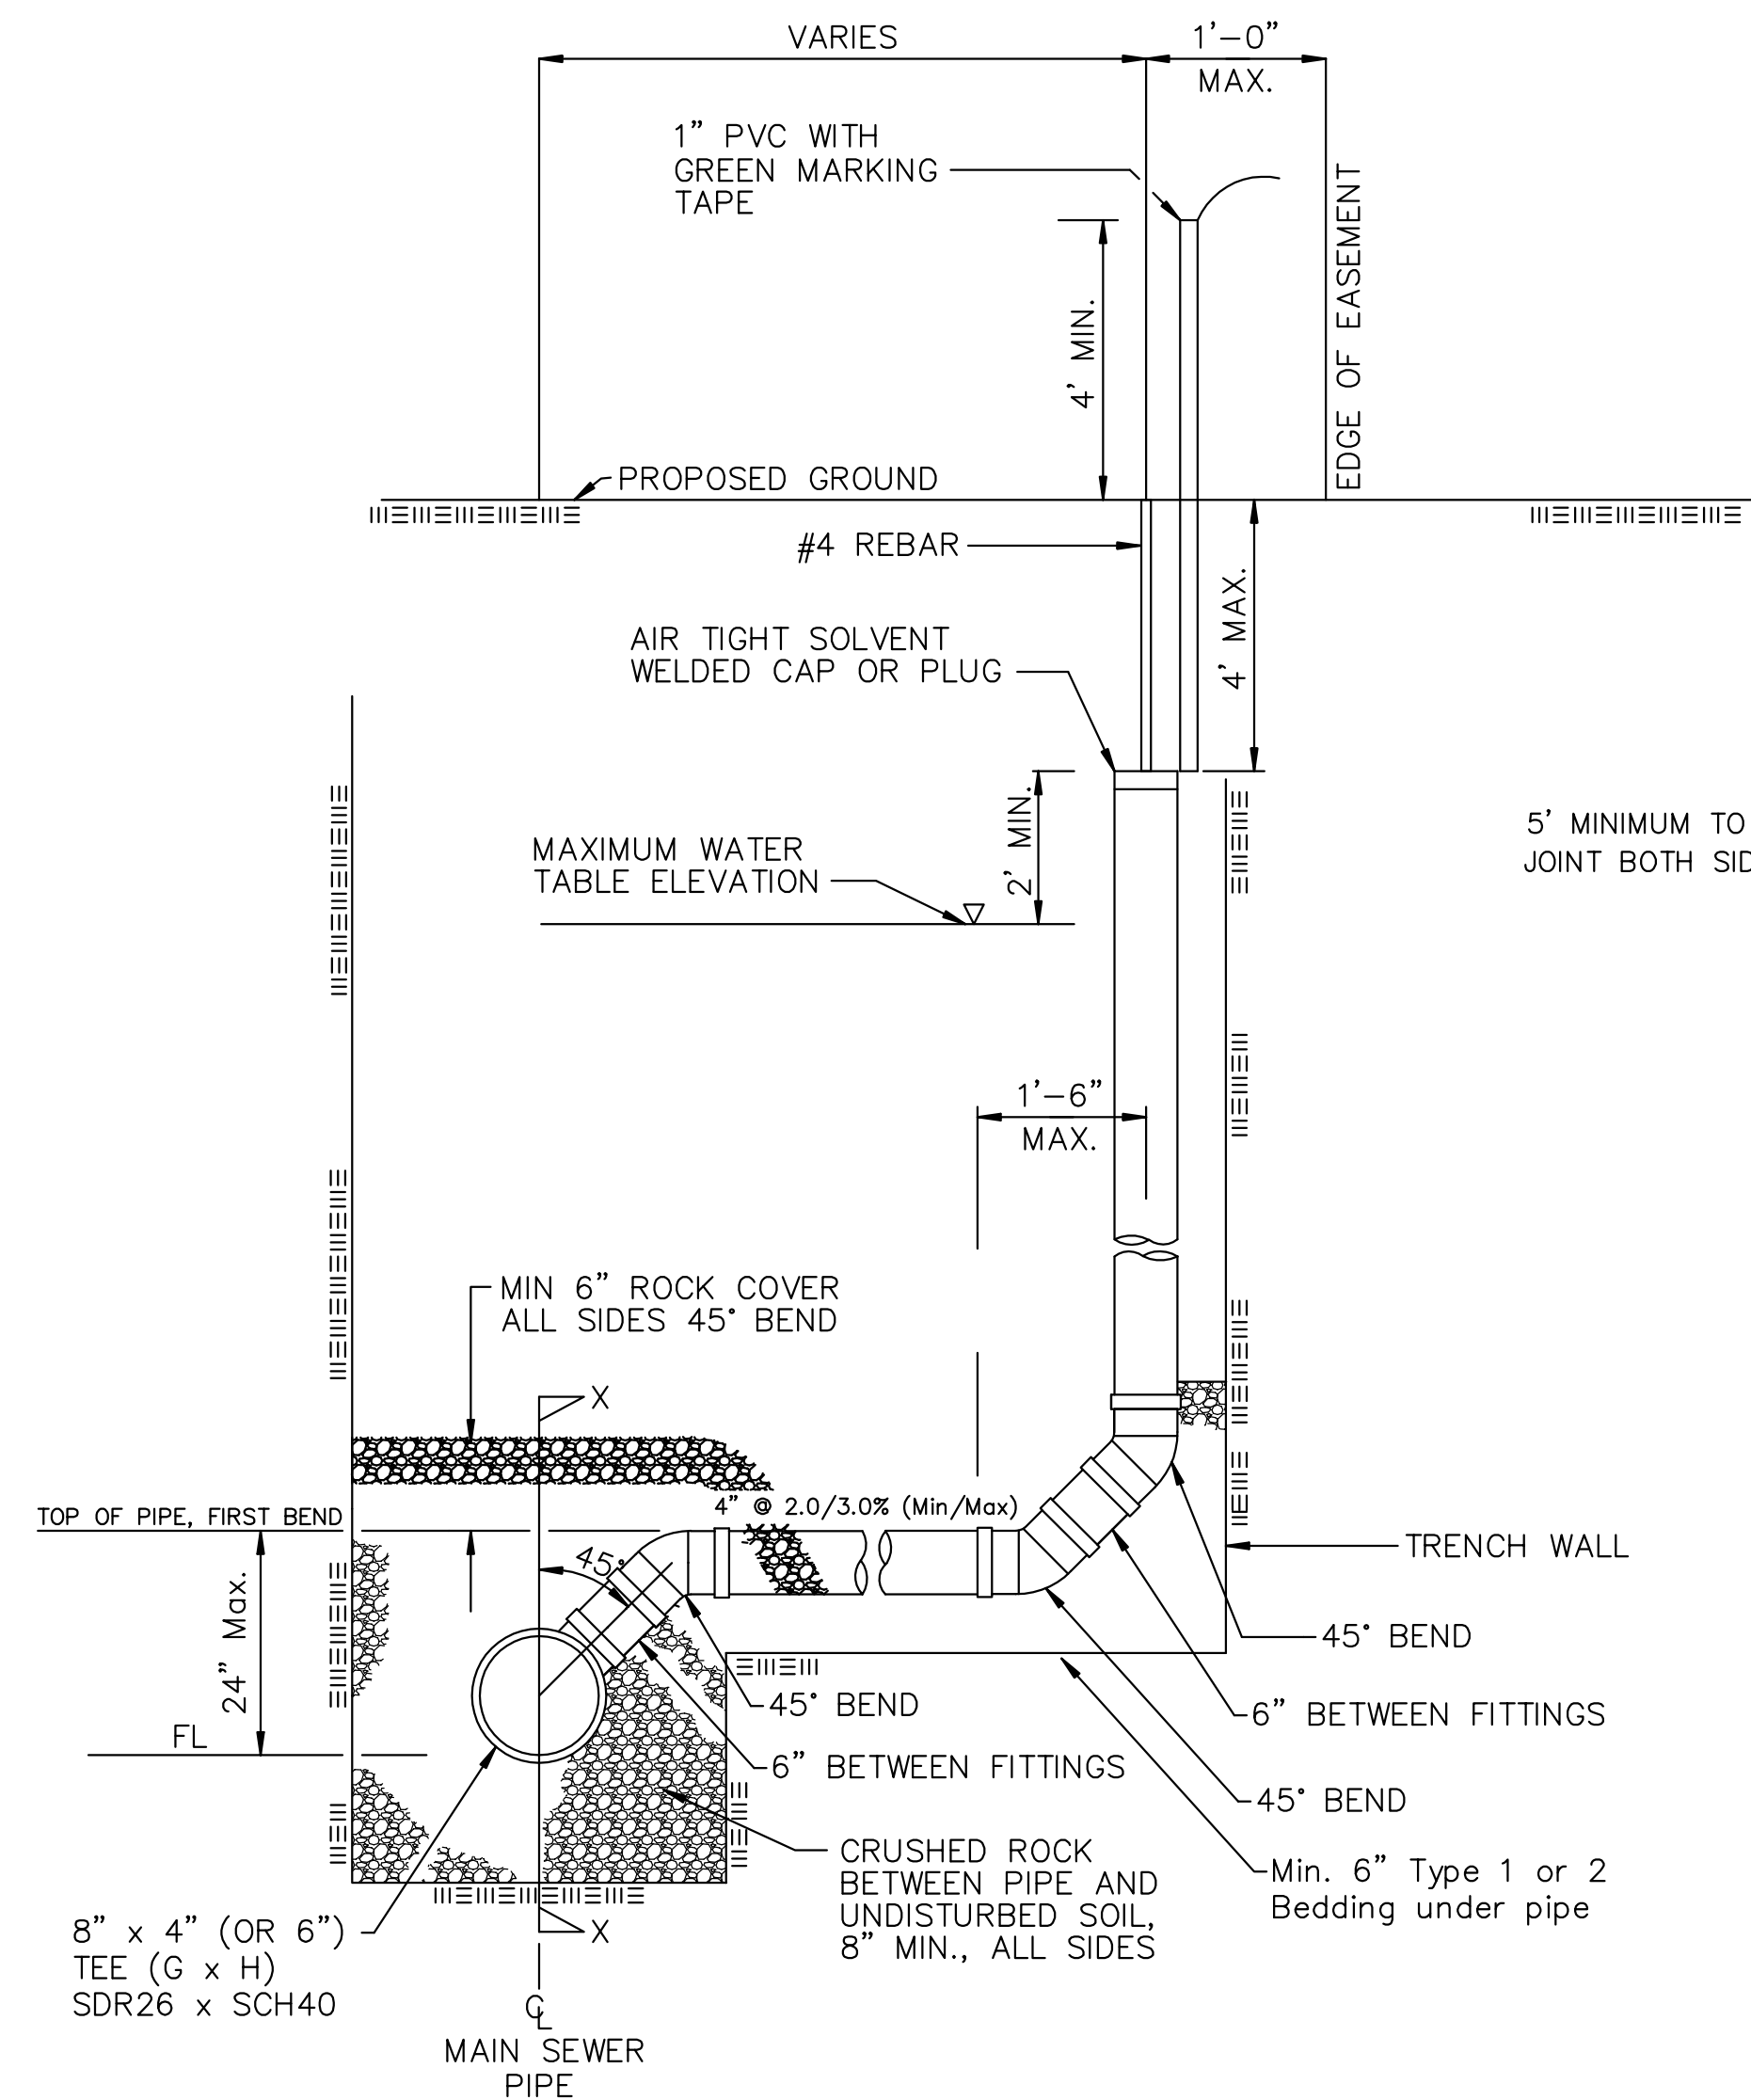 VARIES
1'-0"
MAX.
1" PVC WITH
GREEN MARKING
TAPE
EDGE OF EASEMENT
4' MIN.
PROPOSED GROUND
#4 REBAR
4' MAX.
AIR TIGHT SOLVENT
WELDED CAP OR PLUG
2' MIN.
MAXIMUM WATER
TABLE ELEVATION
5' MINIMUM TO
JOINT BOTH SID
1'-6"
MAX.
MIN 6" ROCK COVER
ALL SIDES 45° BEND
X
4" @ 2.0/3.0% (Min/Max)
TOP OF PIPE, FIRST BEND
45°
TRENCH WALL
24" Max.
45° BEND
45° BEND
6" BETWEEN FITTINGS
FL
6" BETWEEN FITTINGS
45° BEND
CRUSHED ROCK
BETWEEN PIPE AND
UNDISTURBED SOIL,
8" MIN., ALL SIDES
Min. 6" Type 1 or 2
Bedding under pipe
8" x 4" (OR 6")
TEE (G x H)
SDR26 x SCH40
X
CL
MAIN SEWER
PIPE